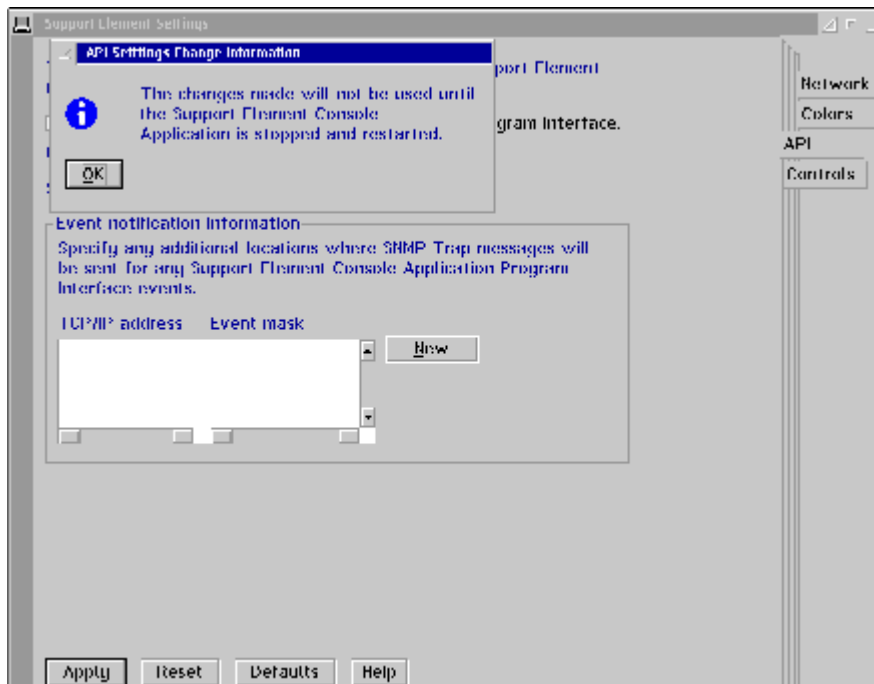 Support Element Settings
API Settings Change Information
The changes made will not be used until
the Support Element Console
Application is stopped and restarted.
OK
port Element
gram Interface.
Network
Colors
API
Controls
Event notification information
Specify any additional locations where SNMP Trap messages will
be sent for any Support Element Console Application Program
Interface events.
TCP/IP address Event mask
New
Apply Reset Defaults Help